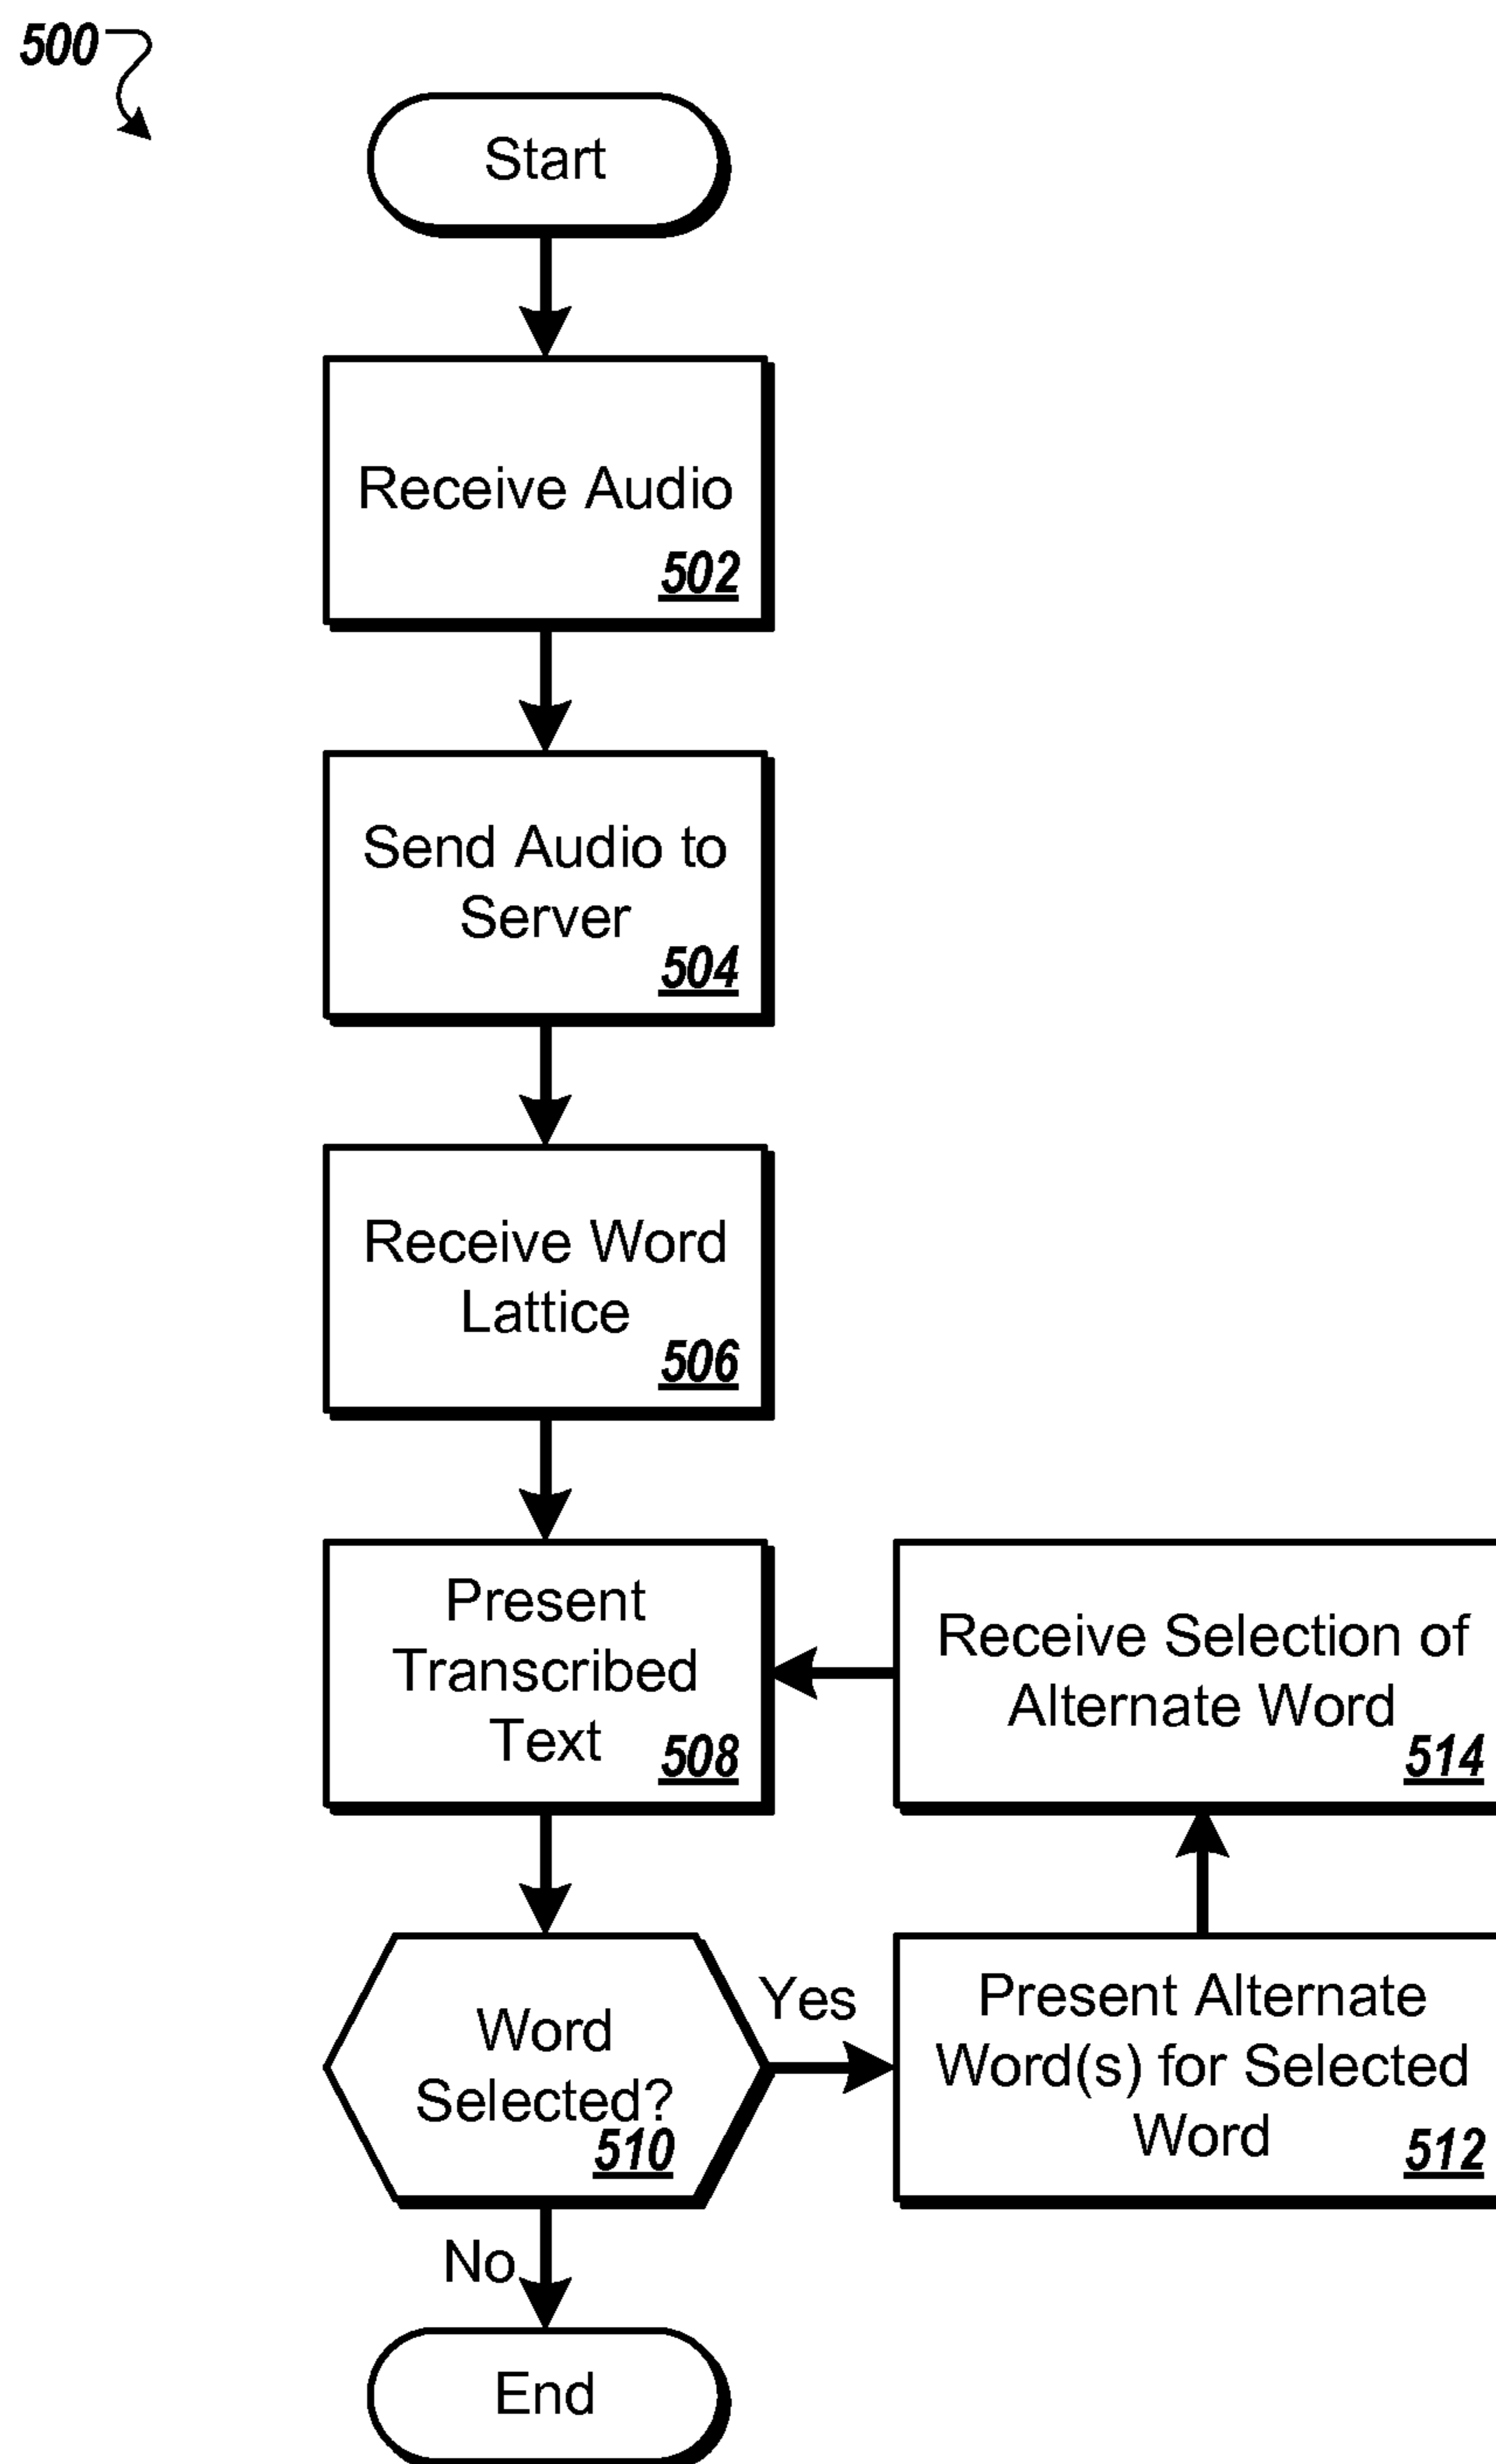 500
Start
Receive Audio
502
Send Audio to
Server
504
Receive Word
Lattice
506
Present
Transcribed
Text
508
Receive Selection of
Alternate Word
514
Word
Selected?
510
Yes
Present Alternate
Word(s) for Selected
Word
512
No
End